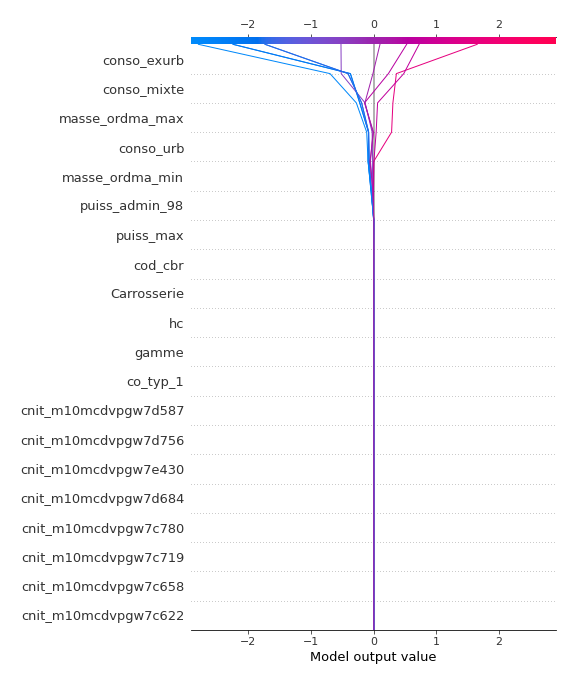 −2 −1 0 1 2
conso_exurb
conso_mixte
masse_ordma_max
conso_urb
masse_ordma_min
puiss_admin_98
puiss_max
cod_cbr
Carrosserie
hc
gamme
co_typ_1
cnit_m10mcdvpgw7d587
cnit_m10mcdvpgw7d756
cnit_m10mcdvpgw7e430
cnit_m10mcdvpgw7d684
cnit_m10mcdvpgw7c780
cnit_m10mcdvpgw7c719
cnit_m10mcdvpgw7c658
cnit_m10mcdvpgw7c622
−2 −1 0 1 2
Model output value